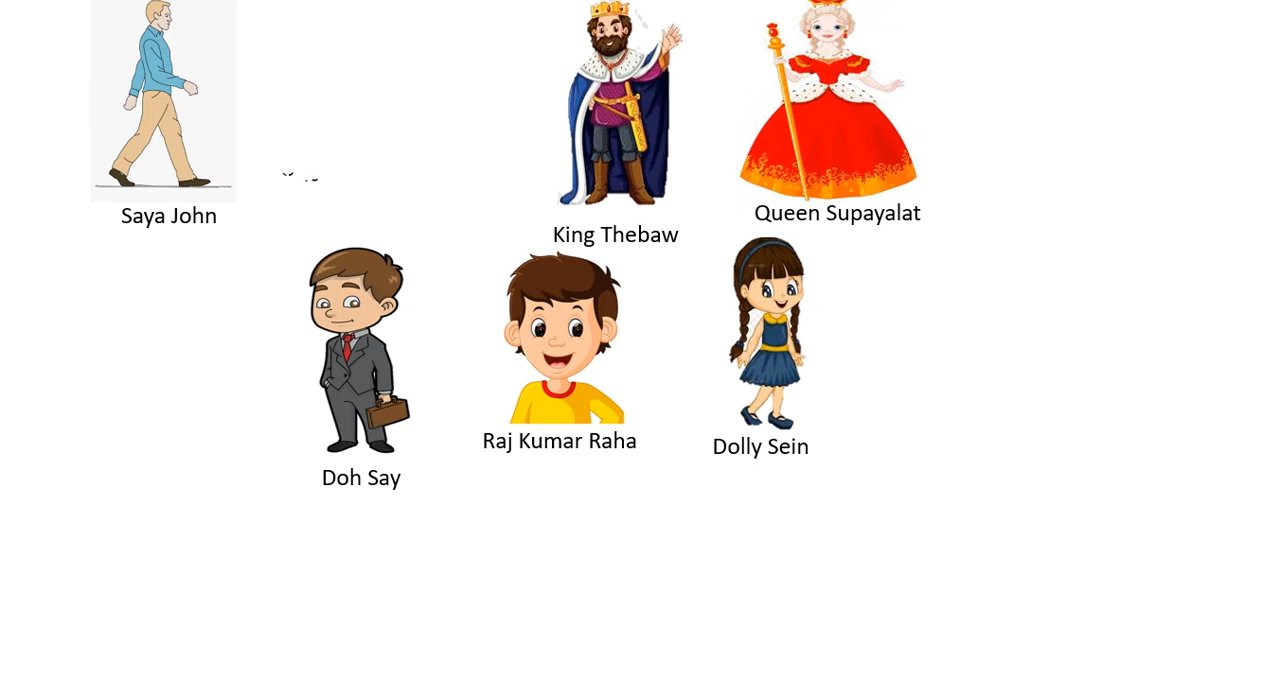 Saya John
King Thebaw
Queen Supayalat
Doh Say
Raj Kumar Raha
Dolly Sein